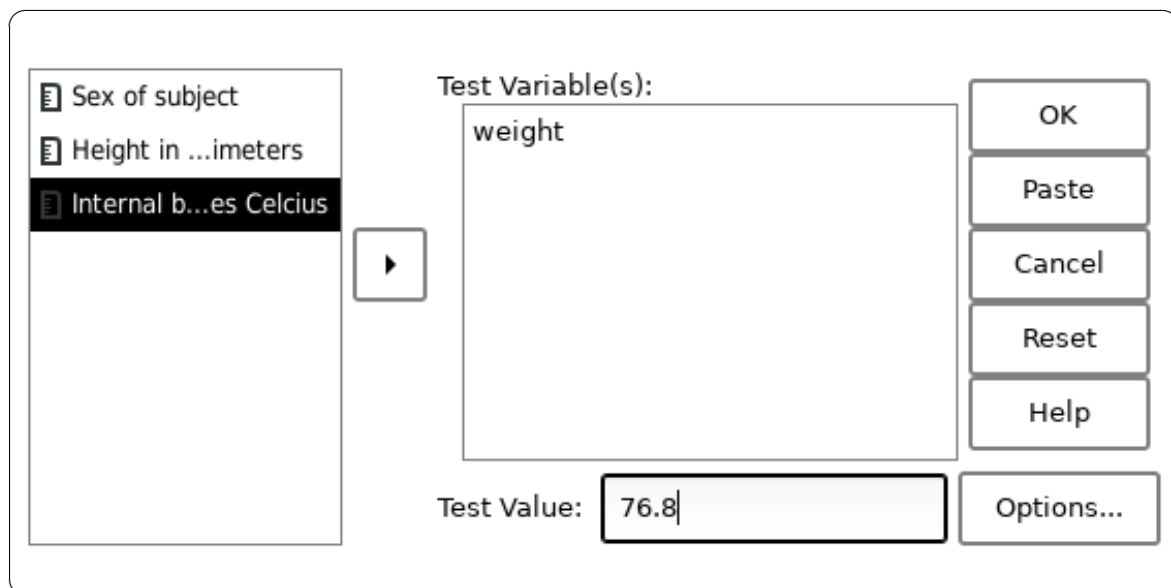 Sex of subject
Height in ...imeters
Internal b...es Celcius
Test Variable(s):
weight
Test Value: 76.8
OK
Paste
Cancel
Reset
Help
Options...